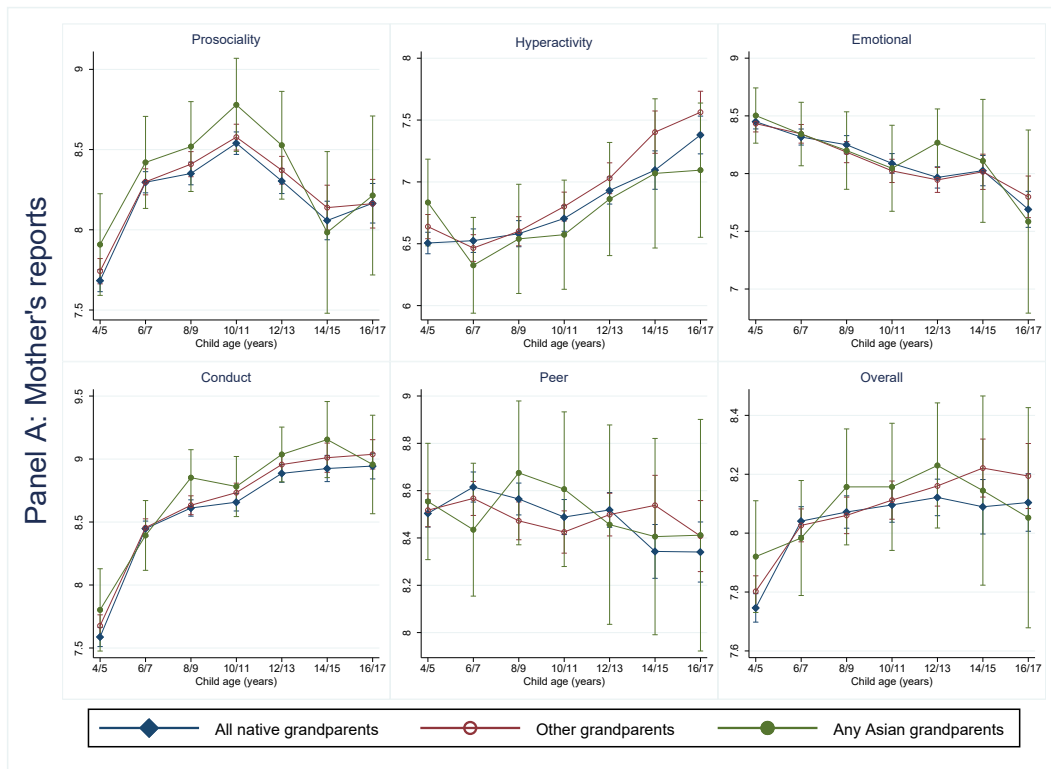 Panel A: Mother's reports
Prosociality
9
8.5
8
7.5
4/5 6/7 8/9 10/11 12/13 14/15 16/17
Child age (years)
Hyperactivity
8
7.5
7
6.5
6
4/5 6/7 8/9 10/11 12/13 14/15 16/17
Child age (years)
Emotional
9
8.5
8
7.5
7
4/5 6/7 8/9 10/11 12/13 14/15 16/17
Child age (years)
Conduct
9.5
9
8.5
8
7.5
4/5 6/7 8/9 10/11 12/13 14/15 16/17
Child age (years)
Peer
9
8.8
8.6
8.4
8.2
8
4/5 6/7 8/9 10/11 12/13 14/15 16/17
Child age (years)
Overall
8.4
8.2
8
7.8
7.6
4/5 6/7 8/9 10/11 12/13 14/15 16/17
Child age (years)
All native grandparents Other grandparents Any Asian grandparents